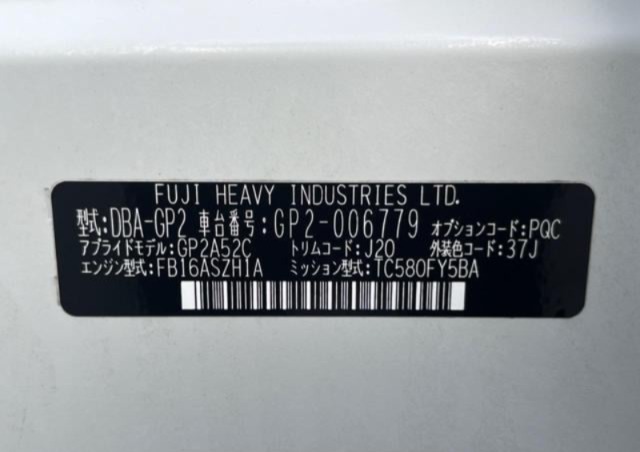 FUJI HEAVY INDUSTRIES LTD.
型式:DBA-GP2 車台番号:GP2-006779 オプションコード:PQC
アプライドモデル:GP2A52C トリムコード:J20 外装色コード:37J
エンジン型式:FB16ASZH1A ミッション型式:TC580FY5BA